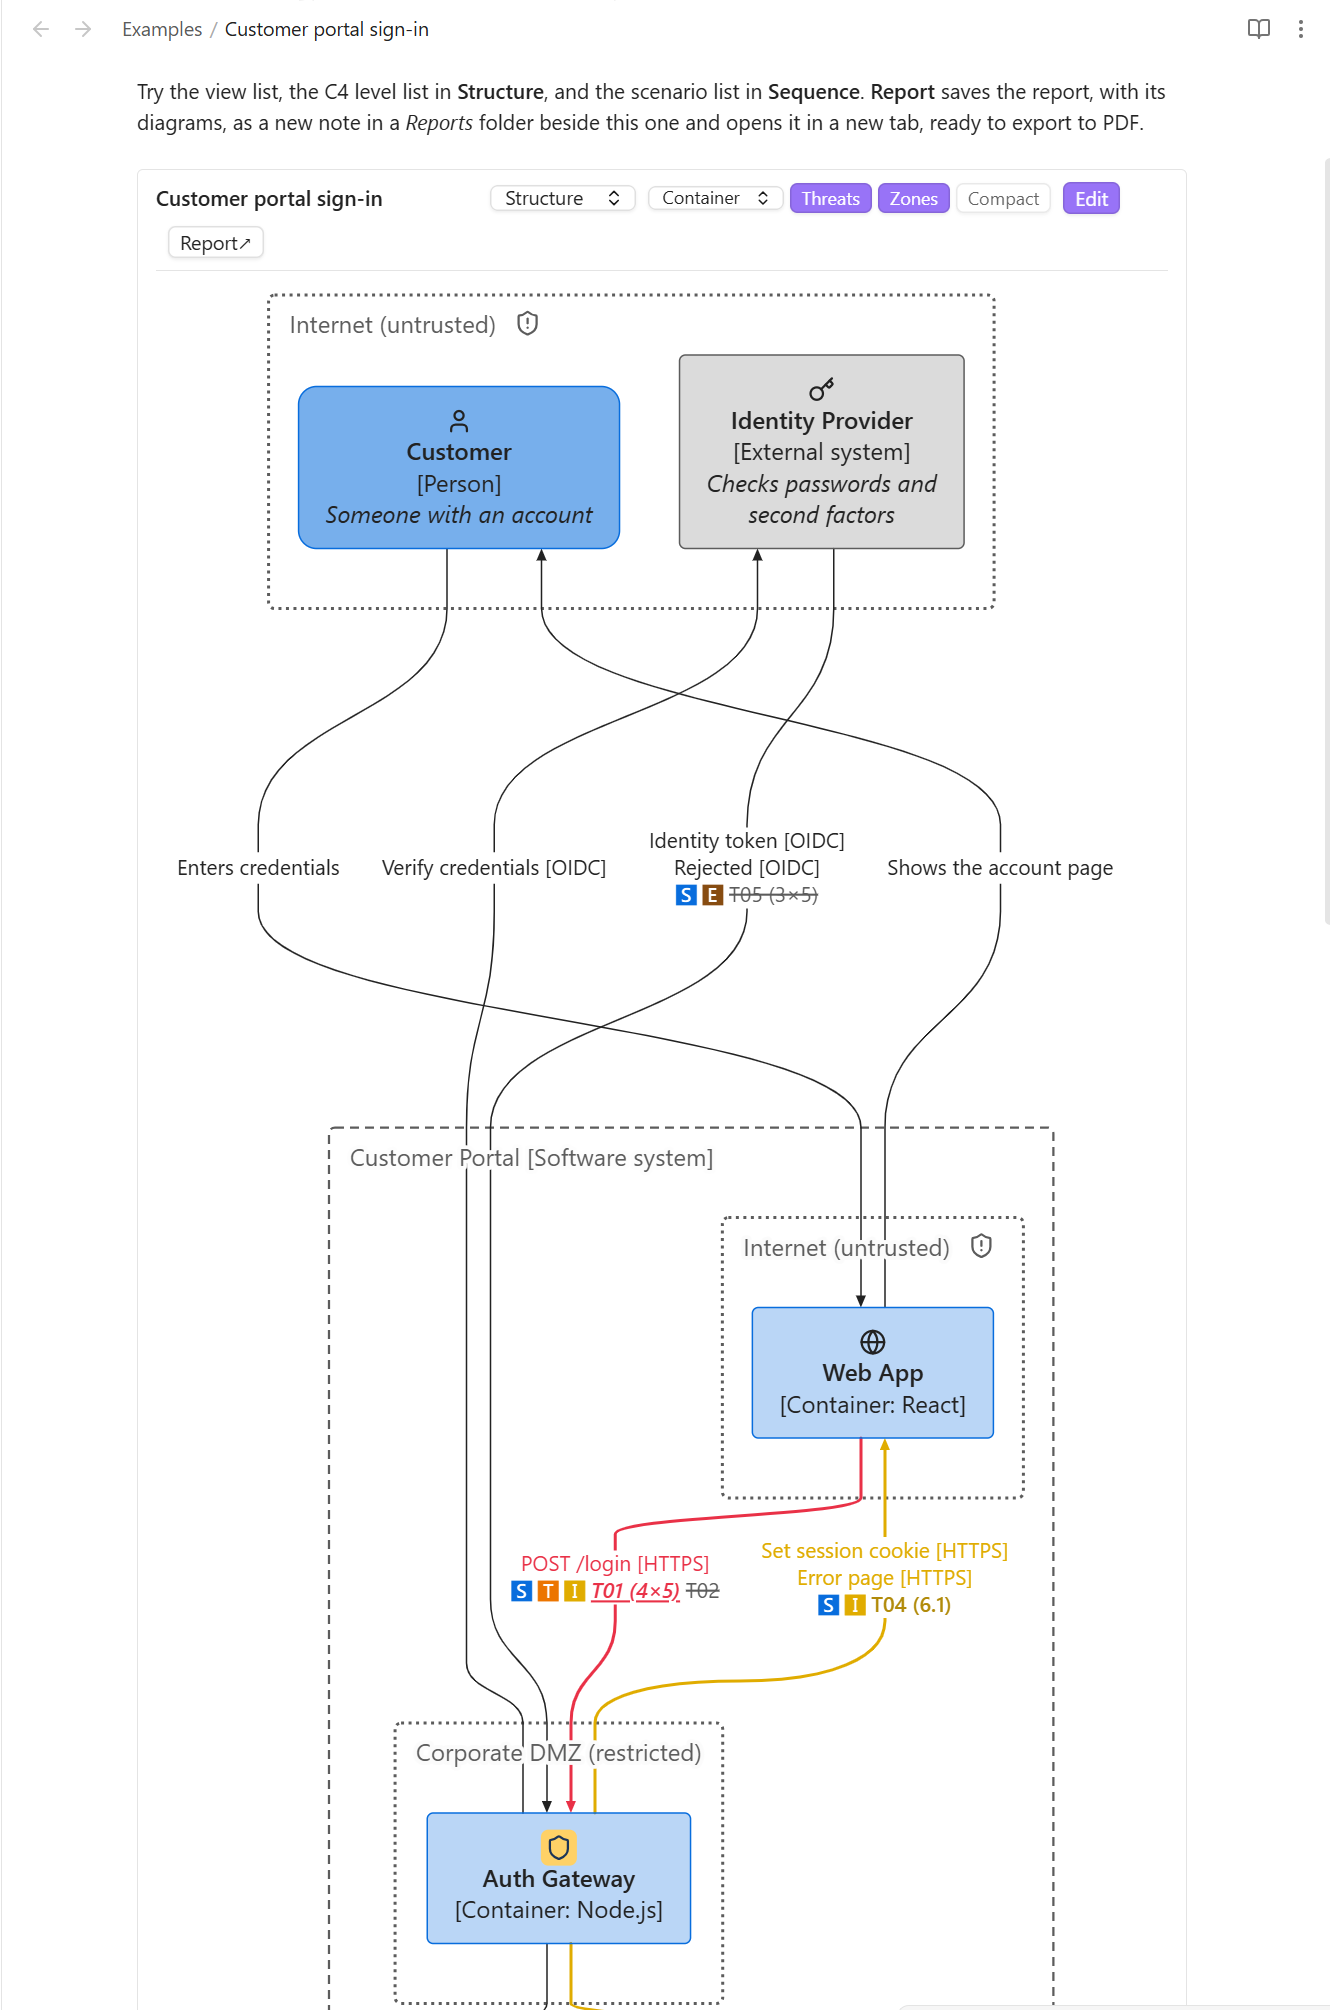 Examples / Customer portal sign-in
Try the view list, the C4 level list in Structure, and the scenario list in Sequence. Report saves the report, with its
diagrams, as a new note in a Reports folder beside this one and opens it in a new tab, ready to export to PDF.
Customer portal sign-in
Structure
Container
Threats
Zones
Compact
Edit
Report↗
Internet (untrusted)
Customer
[Person]
Someone with an account
Identity Provider
[External system]
Checks passwords and
second factors
Enters credentials
Verify credentials [OIDC]
Identity token [OIDC]
Rejected [OIDC]
S E T05 (3×5)
Shows the account page
Customer Portal [Software system]
Internet (untrusted)
Web App
[Container: React]
POST /login [HTTPS]
S T I T01 (4×5) T02
Set session cookie [HTTPS]
Error page [HTTPS]
S I T04 (6.1)
Corporate DMZ (restricted)
Auth Gateway
[Container: Node.js]